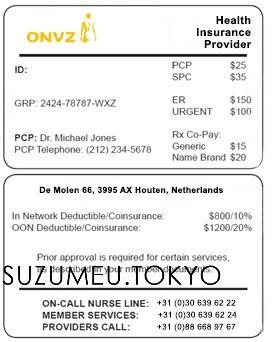 ONVZ
Health
Insurance
Provider
ID:
PCP $25
SPC $35
GRP: 2424-78787-WXZ
ER $150
URGENT $100
PCP: Dr. Michael Jones
PCP Telephone: (212) 234-5678
Rx Co-Pay:
Generic $15
Name Brand $20
De Molen 66, 3995 AX Houten, Netherlands
In Network Deductible/Coinsurance: $800/10%
OON Deductible/Coinsurance: $1200/20%
Prior approval is required for certain services,
as described in your member documents.
SUZUMEU.TOKYO
ON-CALL NURSE LINE: +31 (0)30 639 62 22
MEMBER SERVICES: +31 (0)30 639 6 24
PROVIDERS CALL: +31 (0)88 668 97 67